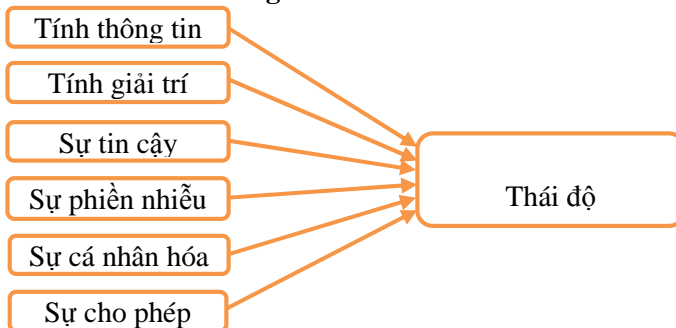 Tính thông tin
Tính giải trí
Sự tin cậy
Sự phiền nhiễu
Sự cá nhân hóa
Sự cho phép
Thái độ